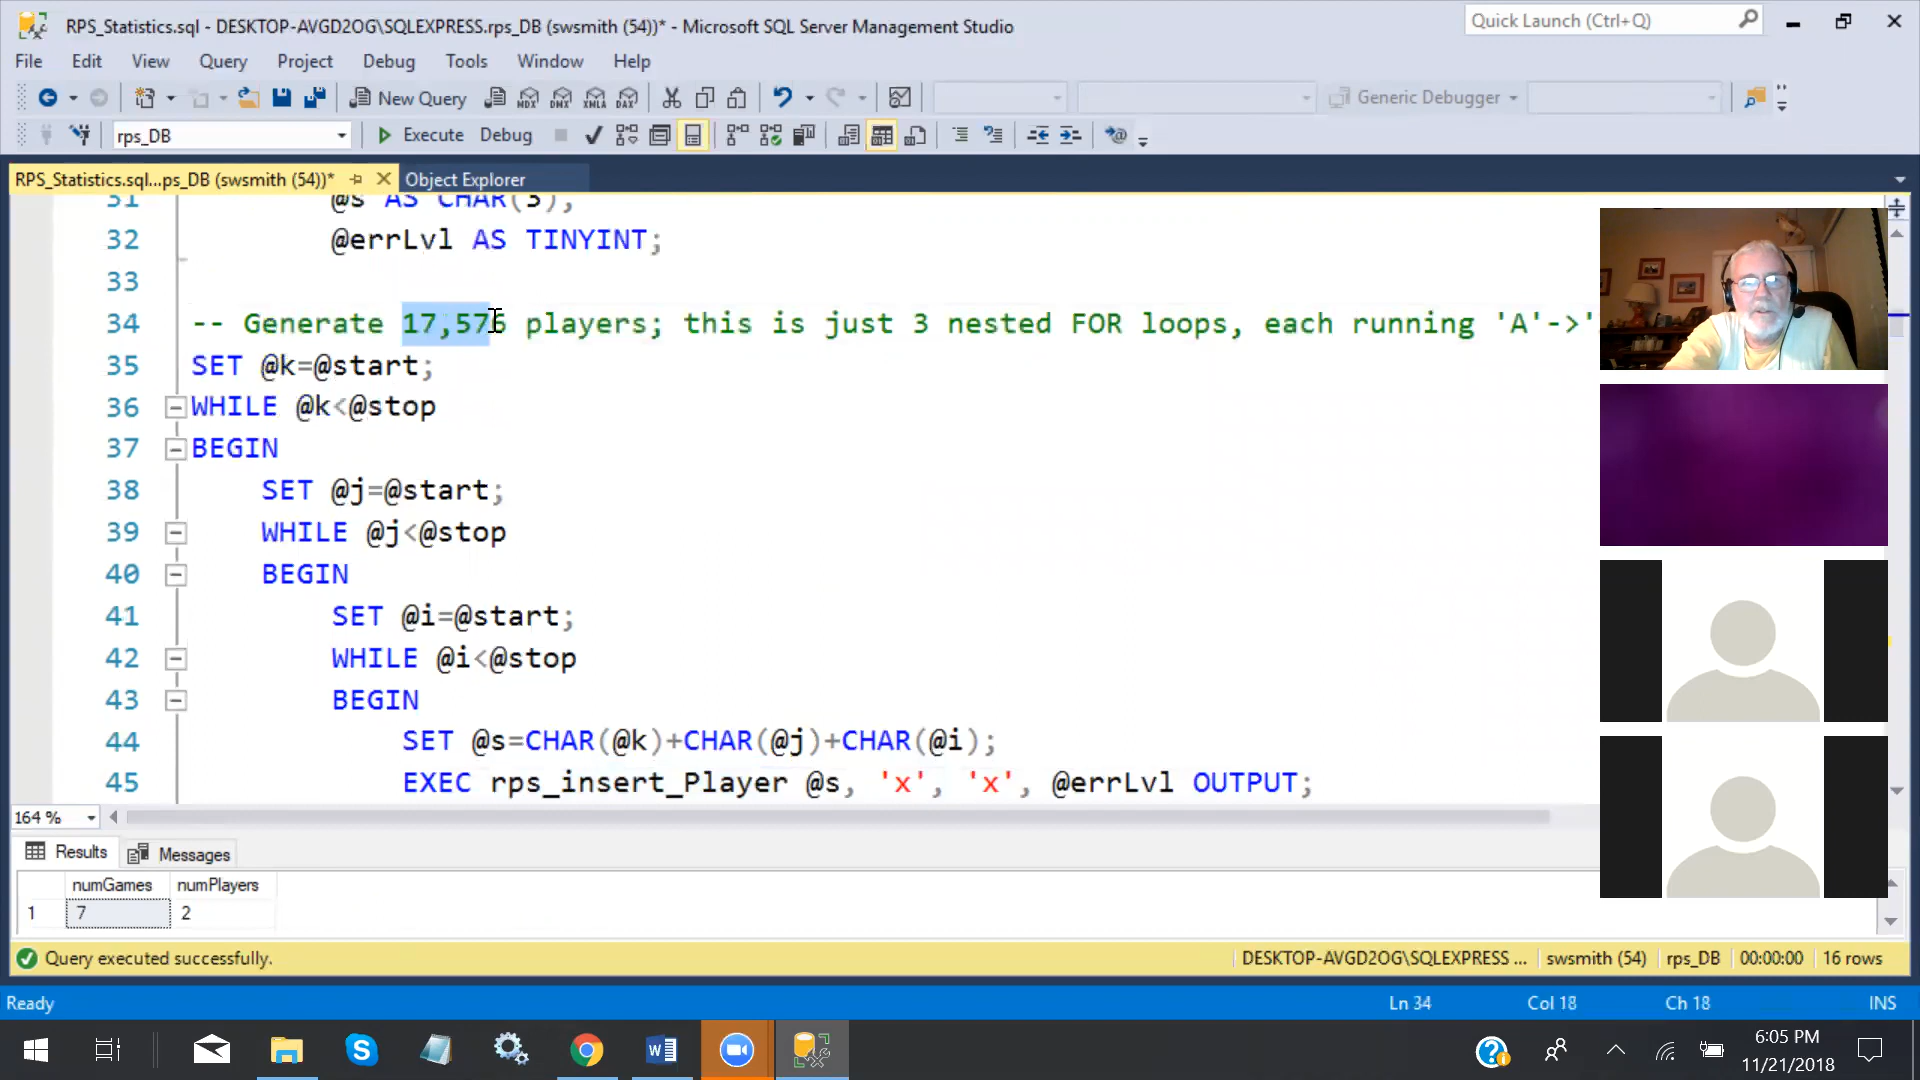 RPS_Statistics.sql - DESKTOP-AVGD2OG\SQLEXPRESS.rps_DB (swsmith (54))* - Microsoft SQL Server Management Studio
Quick Launch (Ctrl+Q)
File Edit View Query Project Debug Tools Window Help
New Query MDX DMX XMLA DAX Generic Debugger
rps_DB Execute Debug
RPS_Statistics.sql...ps_DB (swsmith (54))* Object Explorer
31 @s AS CHAR(3),
32 @errLvl AS TINYINT;
33
34 -- Generate 17,576 players; this is just 3 nested FOR loops, each running 'A'->'
35 SET @k=@start;
36 WHILE @k<@stop
37 BEGIN
38 SET @j=@start;
39 WHILE @j<@stop
40 BEGIN
41 SET @i=@start;
42 WHILE @i<@stop
43 BEGIN
44 SET @s=CHAR(@k)+CHAR(@j)+CHAR(@i);
45 EXEC rps_insert_Player @s, 'x', 'x', @errLvl OUTPUT;
164 %
Results Messages
numGames numPlayers
1 7 2
Query executed successfully. DESKTOP-AVGD2OG\SQLEXPRESS ... swsmith (54) rps_DB 00:00:00 16 rows
Ready Ln 34 Col 18 Ch 18 INS
6:05 PM
11/21/2018